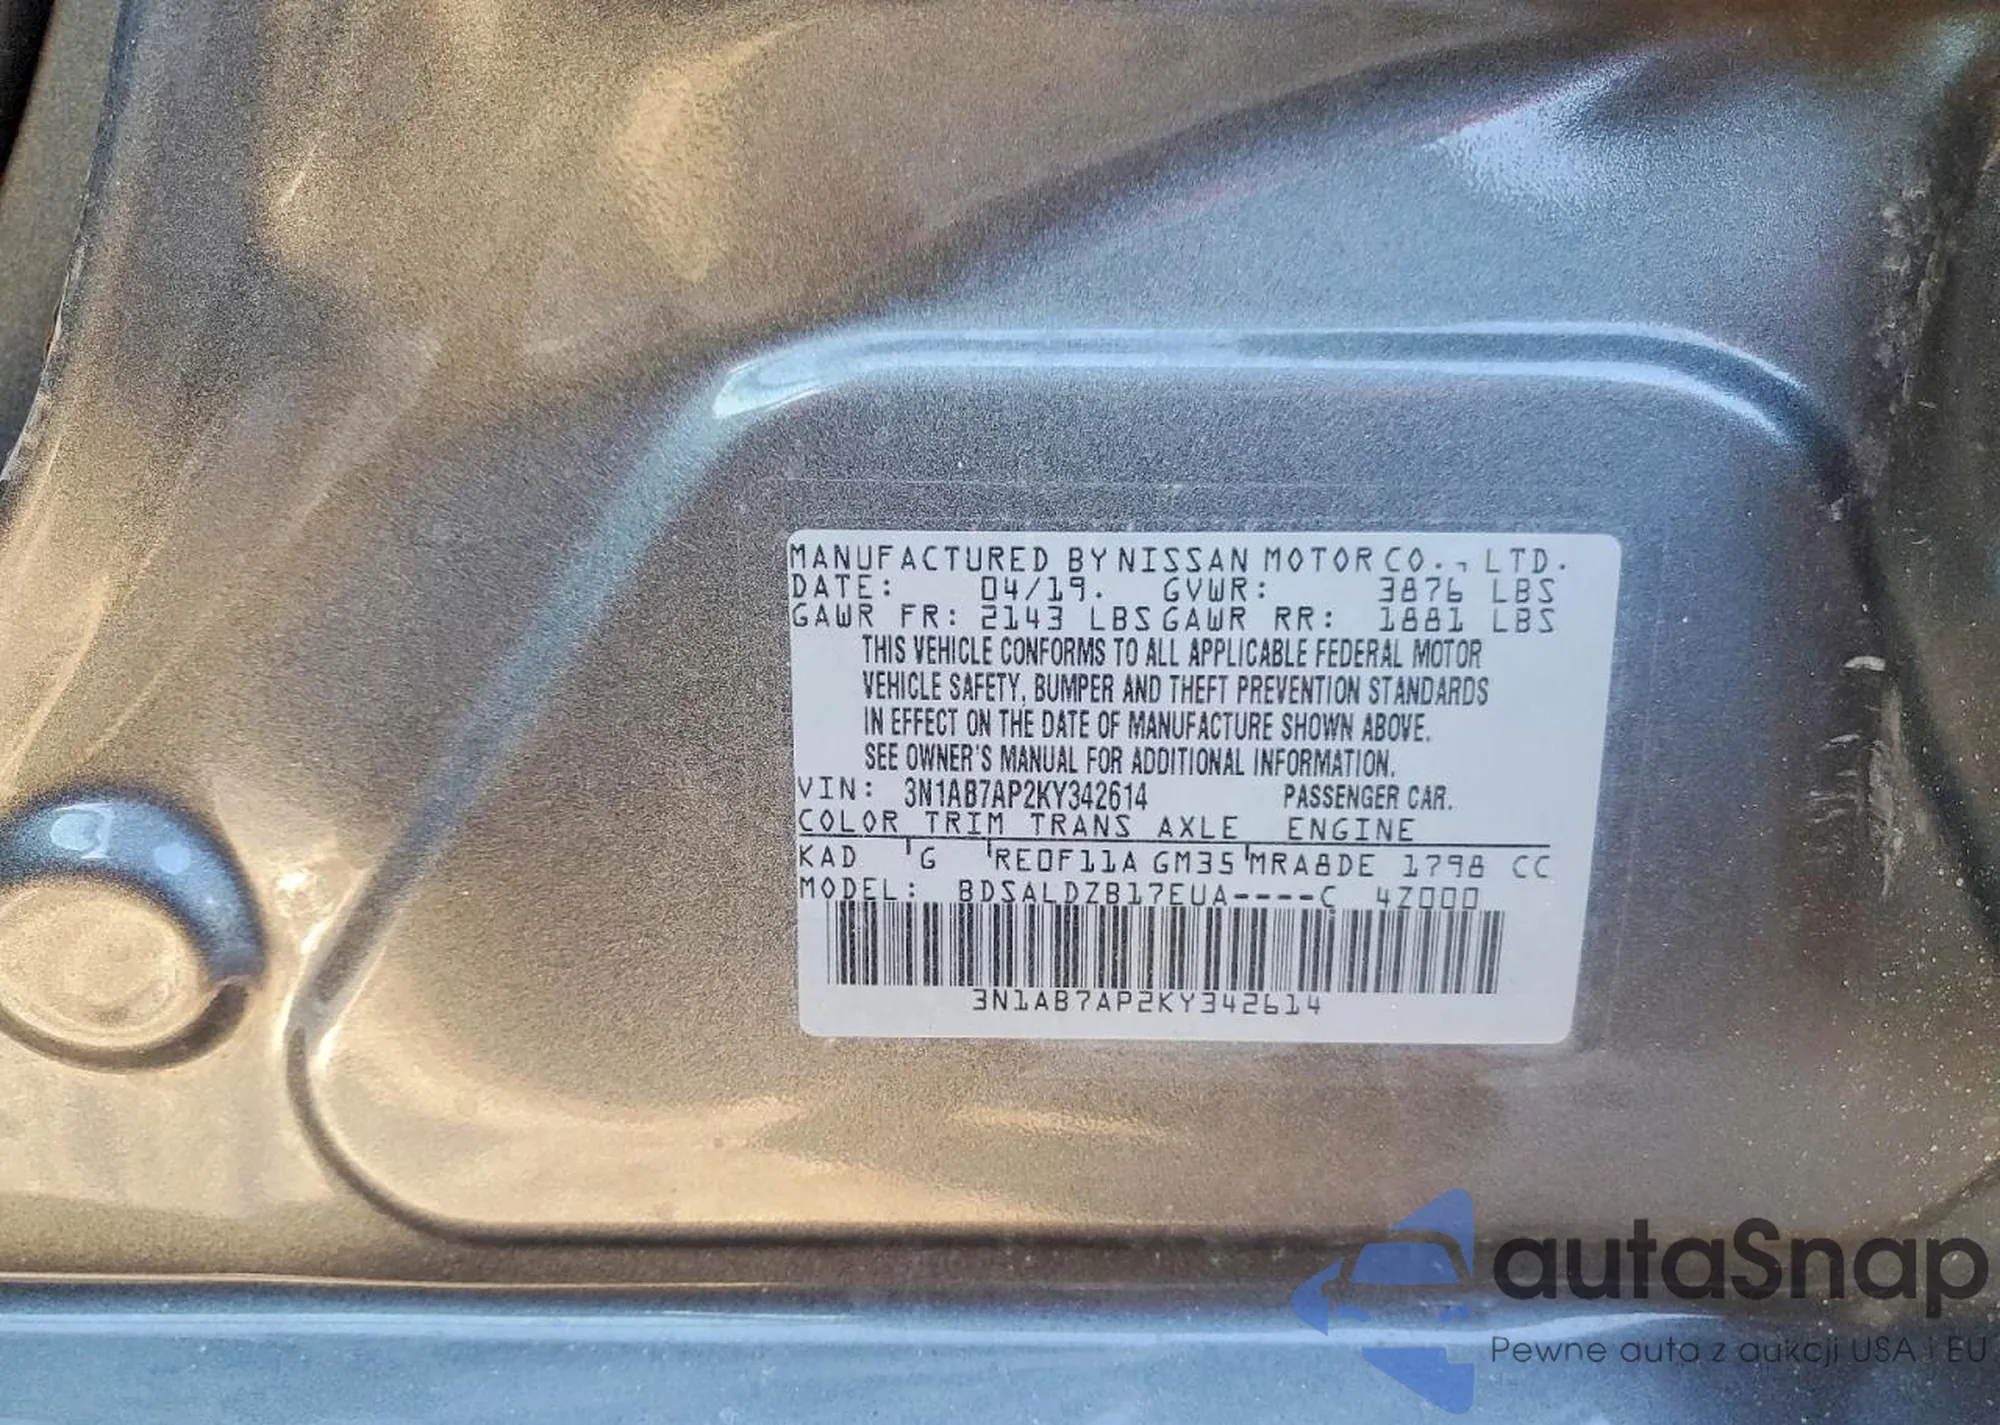 MANUFACTURED BY NISSAN MOTOR CO., LTD.
DATE: 04/19. GVWR: 3876 LBS
GAWR FR: 2143 LBS GAWR RR: 1881 LBS
THIS VEHICLE CONFORMS TO ALL APPLICABLE FEDERAL MOTOR
VEHICLE SAFETY, BUMPER AND THEFT PREVENTION STANDARDS
IN EFFECT ON THE DATE OF MANUFACTURE SHOWN ABOVE.
SEE OWNER'S MANUAL FOR ADDITIONAL INFORMATION.
VIN: 3N1AB7AP2KY342614 PASSENGER CAR.
COLOR TRIM TRANS AXLE ENGINE
KAD G RE0F11A GM35 MRA8DE 1798 CC
MODEL: BDSALDZB17EUA----C 4Z000
3N1AB7AP2KY342614
autaSnap
Pewne auta z aukcji USA i EU